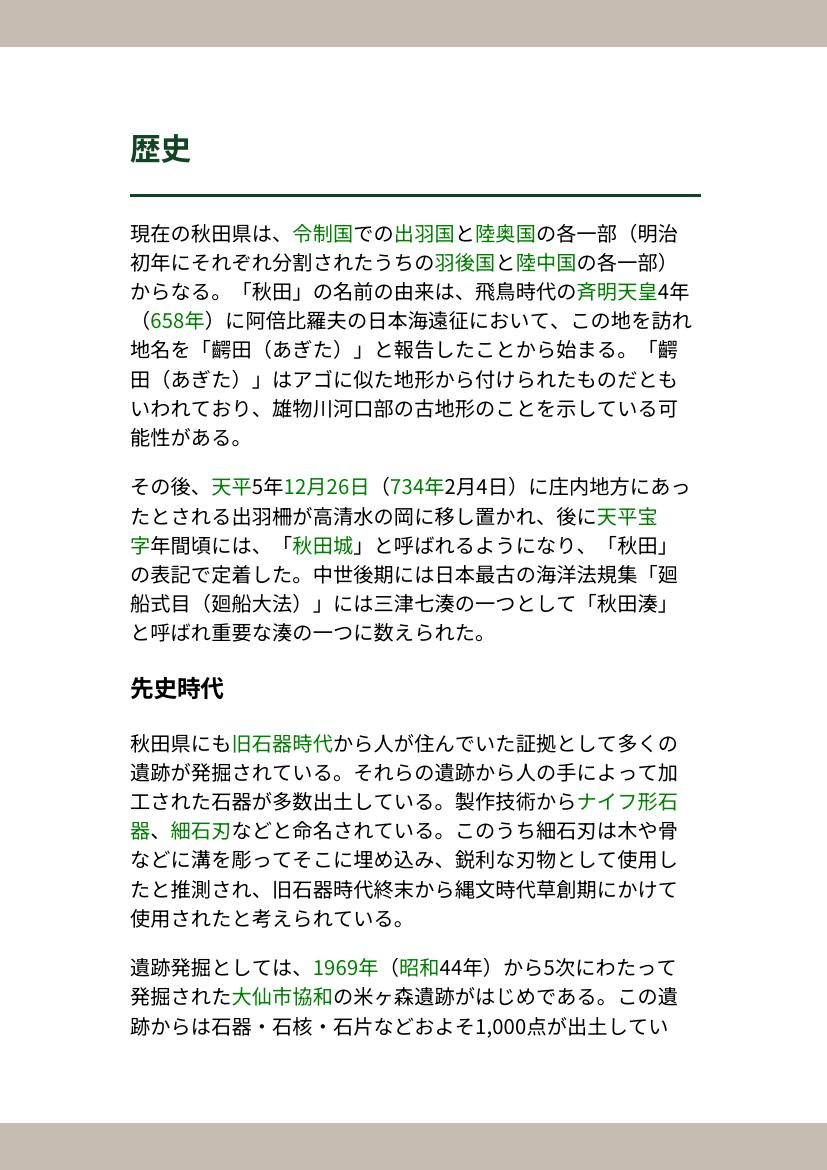 歴史
現在の秋田県は、令制国での出羽国と陸奥国の各一部（明治
初年にそれぞれ分割されたうちの羽後国と陸中国の各一部）
からなる。「秋田」の名前の由来は、飛鳥時代の斉明天皇4年
（658年）に阿倍比羅夫の日本海遠征において、この地を訪れ
地名を「齶田（あぎた）」と報告したことから始まる。「齶
田（あぎた）」はアゴに似た地形から付けられたものだとも
いわれており、雄物川河口部の古地形のことを示している可
能性がある。
その後、天平5年12月26日（734年2月4日）に庄内地方にあっ
たとされる出羽柵が高清水の岡に移し置かれ、後に天平宝
字年間頃には、「秋田城」と呼ばれるようになり、「秋田」
の表記で定着した。中世後期には日本最古の海洋法規集「廻
船式目（廻船大法）」には三津七湊の一つとして「秋田湊」
と呼ばれ重要な湊の一つに数えられた。
先史時代
秋田県にも旧石器時代から人が住んでいた証拠として多くの
遺跡が発掘されている。それらの遺跡から人の手によって加
工された石器が多数出土している。製作技術からナイフ形石
器、細石刃などと命名されている。このうち細石刃は木や骨
などに溝を彫ってそこに埋め込み、鋭利な刃物として使用し
たと推測され、旧石器時代終末から縄文時代草創期にかけて
使用されたと考えられている。
遺跡発掘としては、1969年（昭和44年）から5次にわたって
発掘された大仙市協和の米ヶ森遺跡がはじめである。この遺
跡からは石器・石核・石片などおよそ1,000点が出土してい